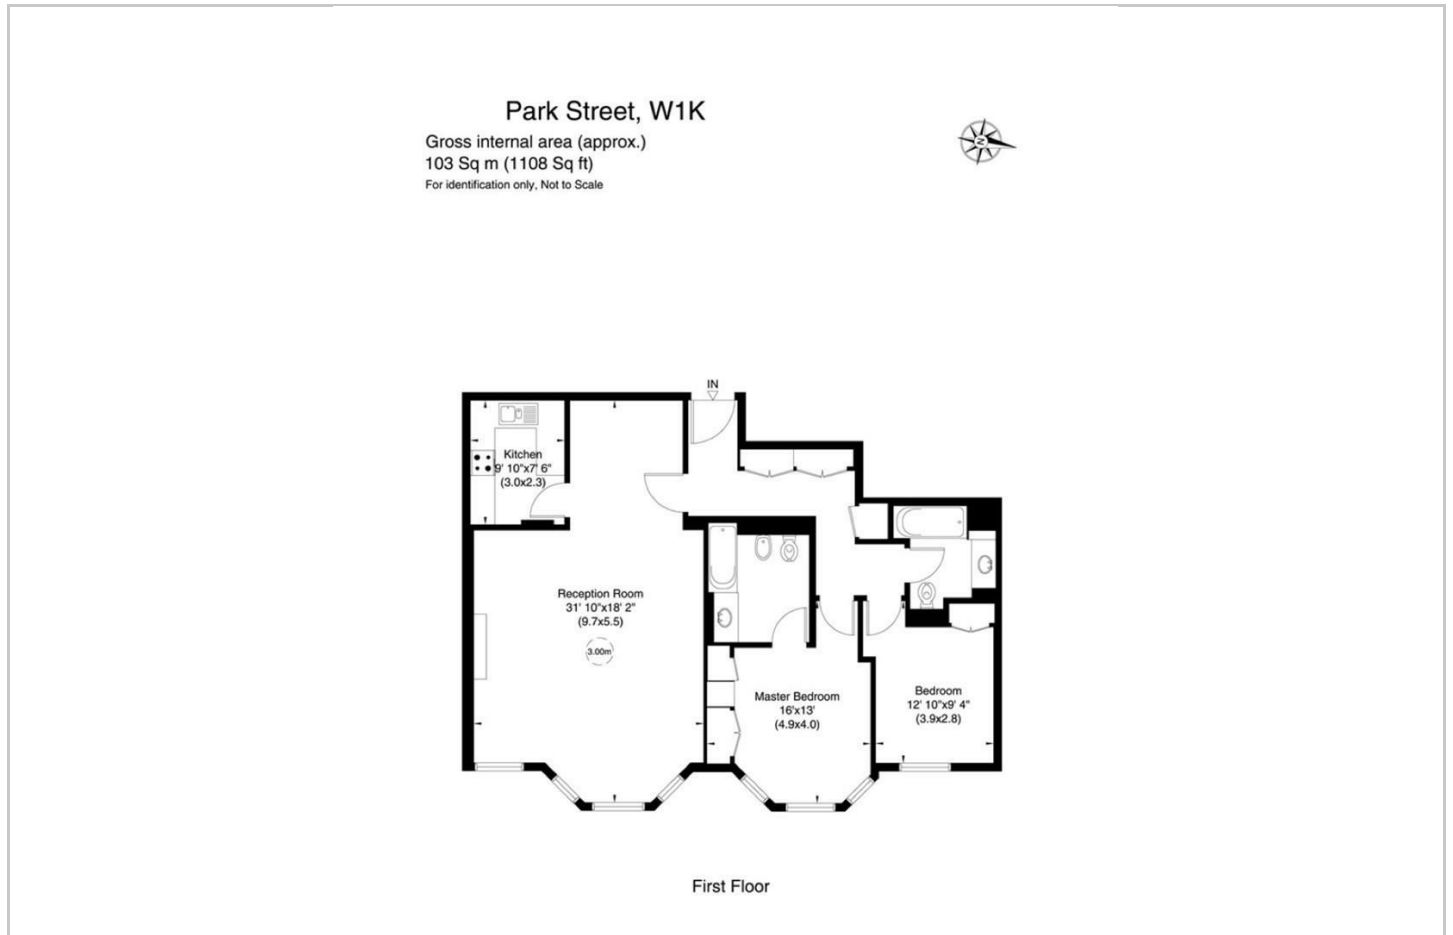 Park Street, W1K
Gross internal area (approx.)
103 Sq m (1108 Sq ft)
For identification only, Not to Scale
N
IN
Kitchen
9' 10"x7' 6"
(3.0x2.3)
Reception Room
31' 10"x18' 2"
(9.7x5.5)
3.00m
Master Bedroom
16'x13'
(4.9x4.0)
Bedroom
12' 10"x9' 4"
(3.9x2.8)
First Floor